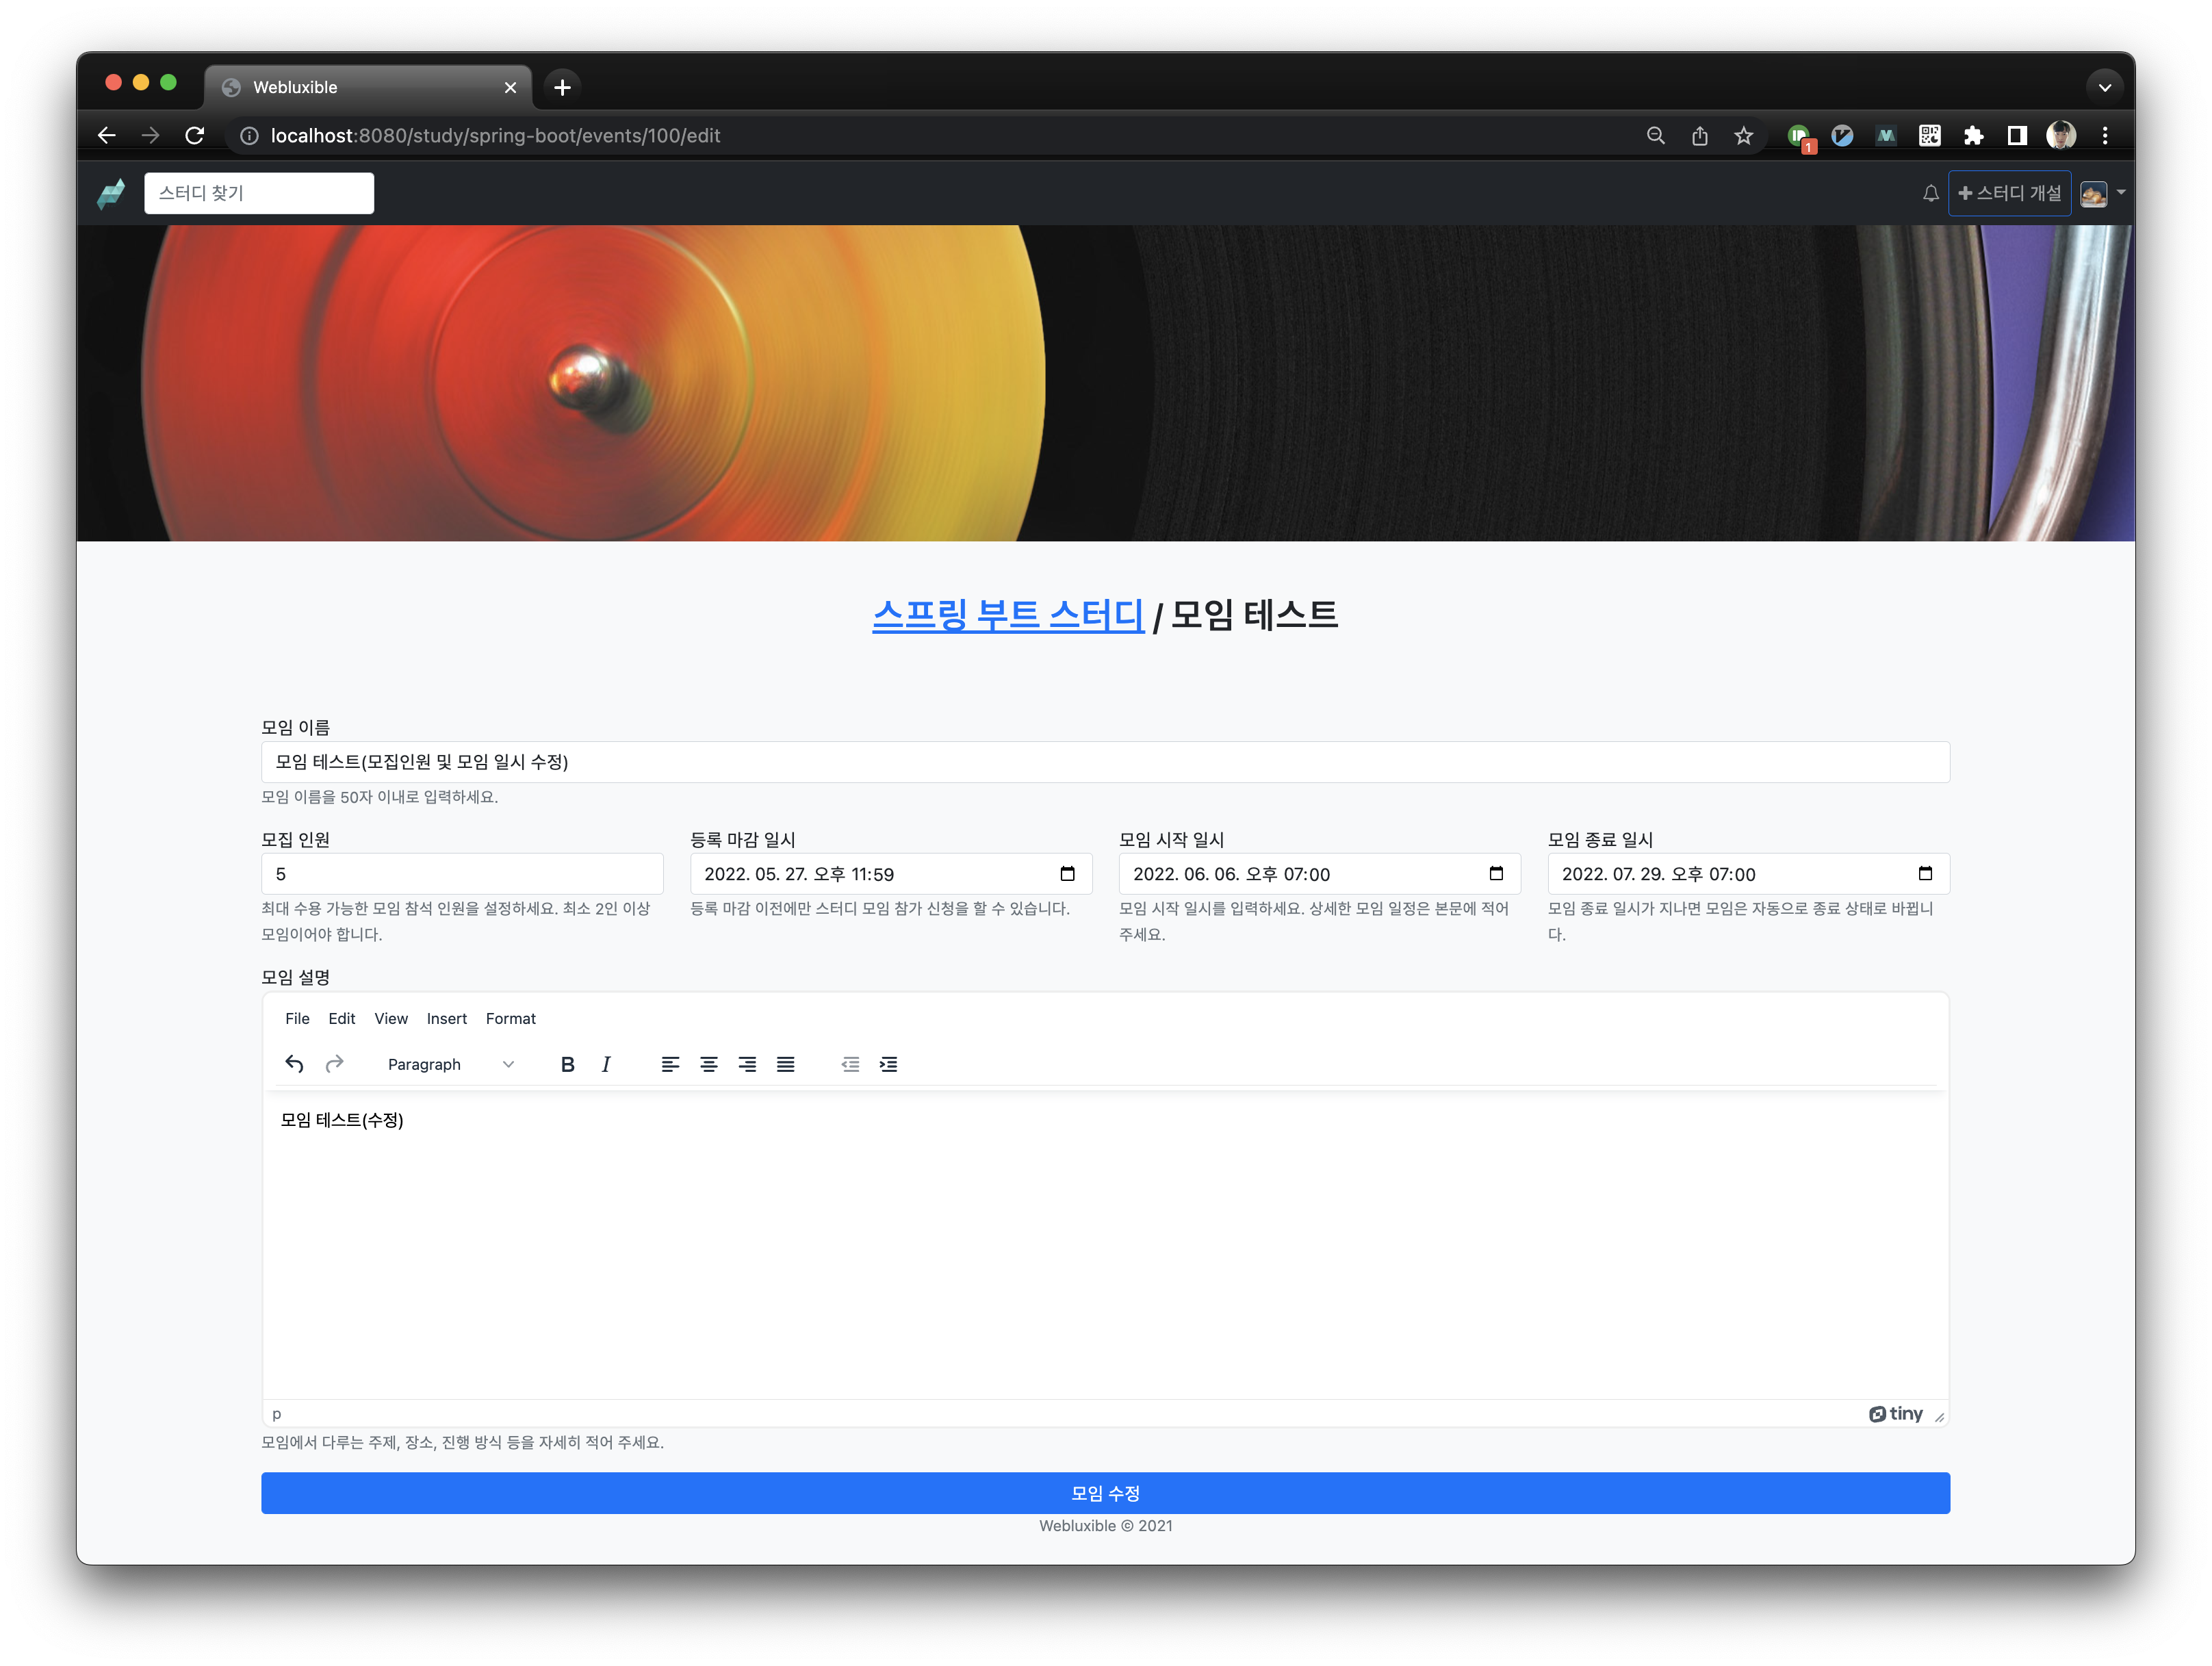 Webluxible
localhost:8080/study/spring-boot/events/100/edit
1
스터디 찾기
스터디 개설
스프링 부트 스터디 / 모임 테스트
모임 이름
모임 테스트(모집인원 및 모임 일시 수정)
모임 이름을 50자 이내로 입력하세요.
모집 인원
5
최대 수용 가능한 모임 참석 인원을 설정하세요. 최소 2인 이상
모임이어야 합니다.
등록 마감 일시
2022. 05. 27. 오후 11:59
등록 마감 이전에만 스터디 모임 참가 신청을 할 수 있습니다.
모임 시작 일시
2022. 06. 06. 오후 07:00
모임 시작 일시를 입력하세요. 상세한 모임 일정은 본문에 적어
주세요.
모임 종료 일시
2022. 07. 29. 오후 07:00
모임 종료 일시가 지나면 모임은 자동으로 종료 상태로 바뀝니
다.
모임 설명
File Edit View Insert Format
Paragraph B I
모임 테스트(수정)
p
tiny
모임에서 다루는 주제, 장소, 진행 방식 등을 자세히 적어 주세요.
모임 수정
Webluxible © 2021